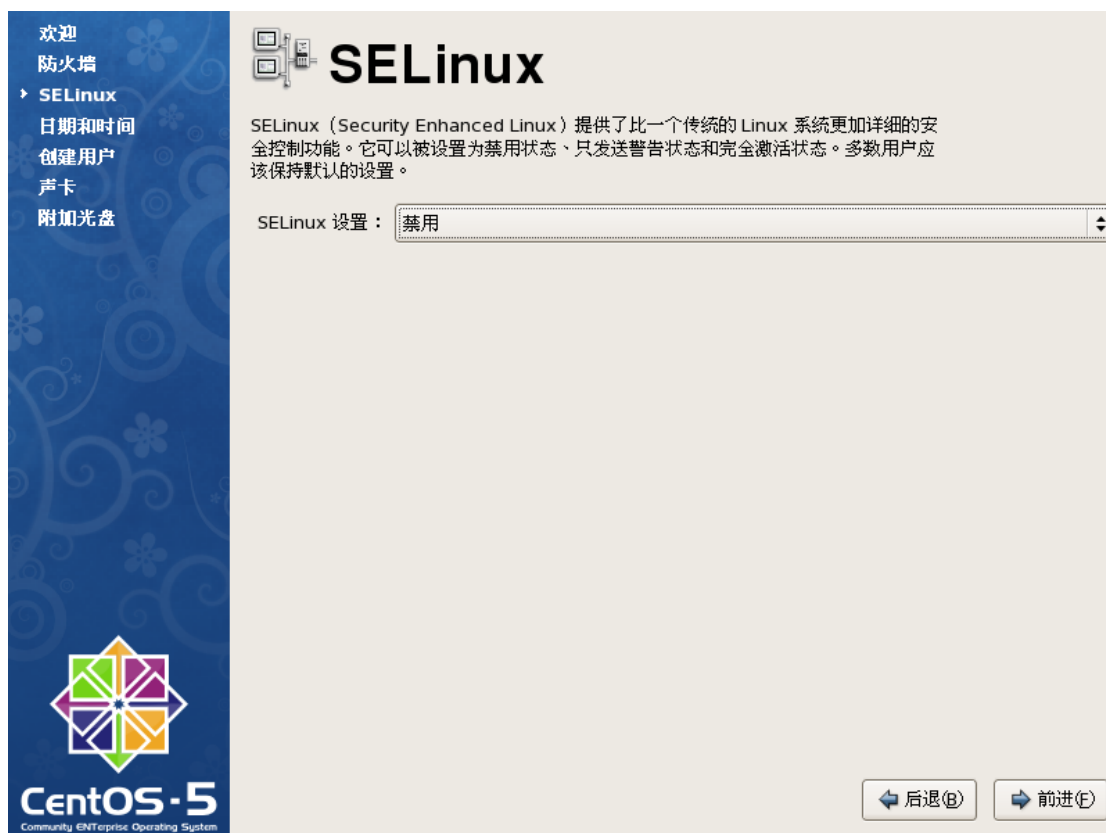 欢迎
防火墙
SELinux
日期和时间
创建用户
声卡
附加光盘
CentOS-5
Community ENTerprise Operating System
SELinux
SELinux（Security Enhanced Linux）提供了比一个传统的 Linux 系统更加详细的安
全控制功能。它可以被设置为禁用状态、只发送警告状态和完全激活状态。多数用户应
该保持默认的设置。
SELinux 设置： 禁用
后退(B) 前进(F)